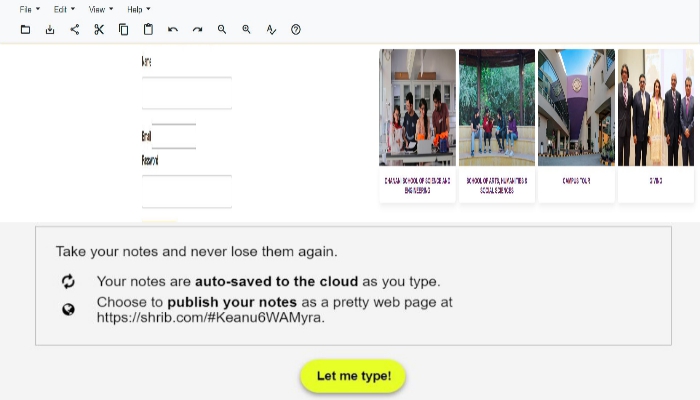 File Edit View Help
Name
Email
Password
CHANAN SCHOOL OF SCIENCE AND
ENGINEERING
SCHOOL OF ARTS, HUMANITIES &
SOCIAL SCIENCES
CAMPUS TOUR
GIVING
Take your notes and never lose them again.
Your notes are auto-saved to the cloud as you type.
Choose to publish your notes as a pretty web page at
https://shrib.com/#Keanu6WAMyra.
Let me type!